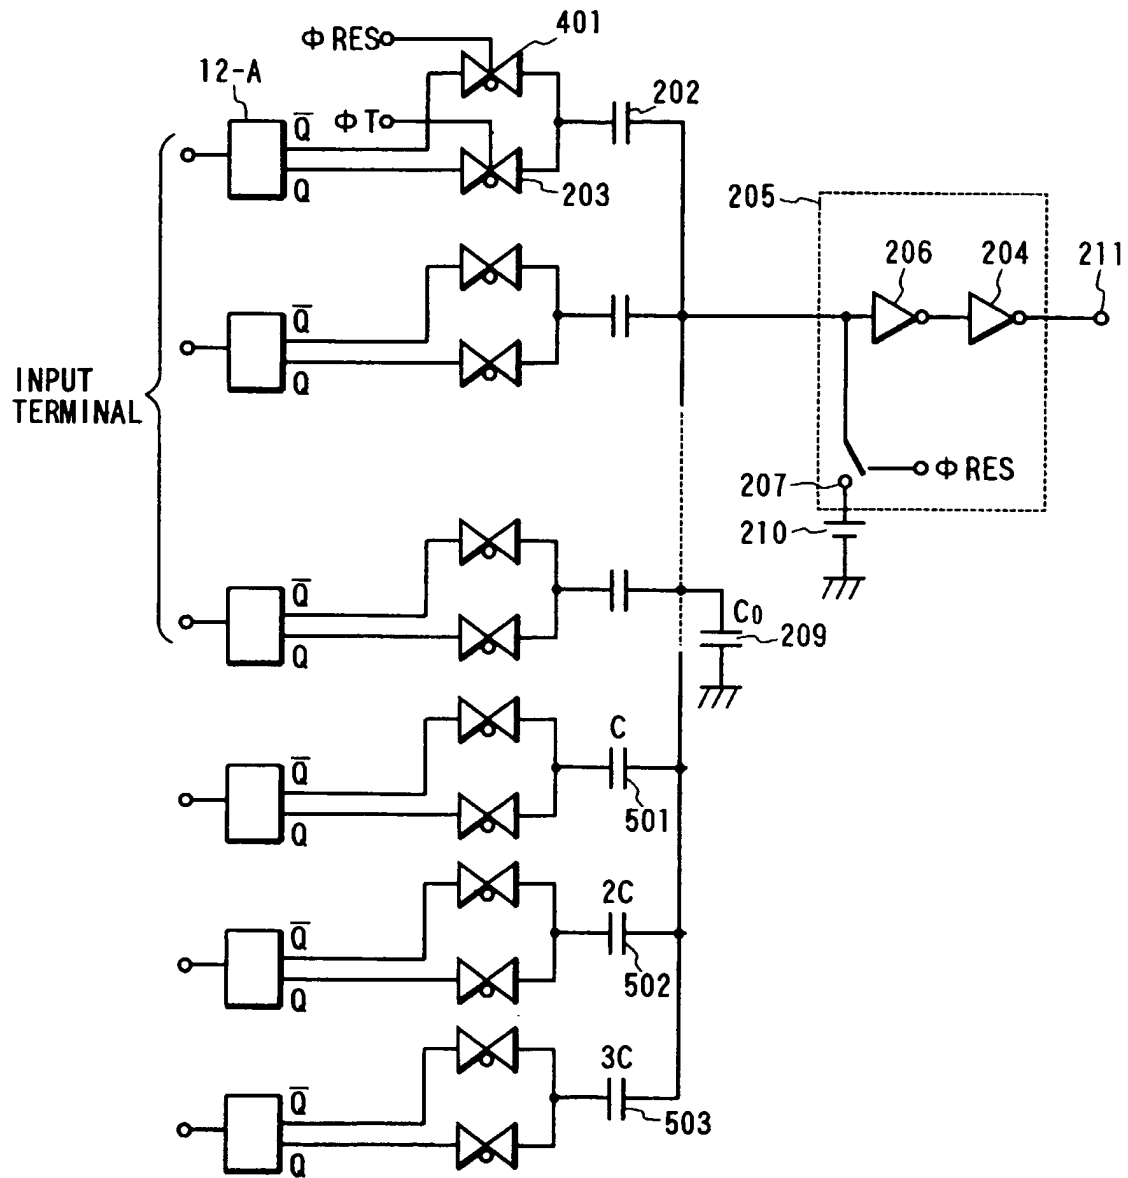 Φ RES
401
12-A
202
Q̅
Φ T
Q
203
205
206
204
211
Q̅
Q
INPUT
TERMINAL
Φ RES
207
210
Q̅
Q
C0
209
C
Q̅
501
Q
2C
Q̅
502
Q
3C
Q̅
503
Q